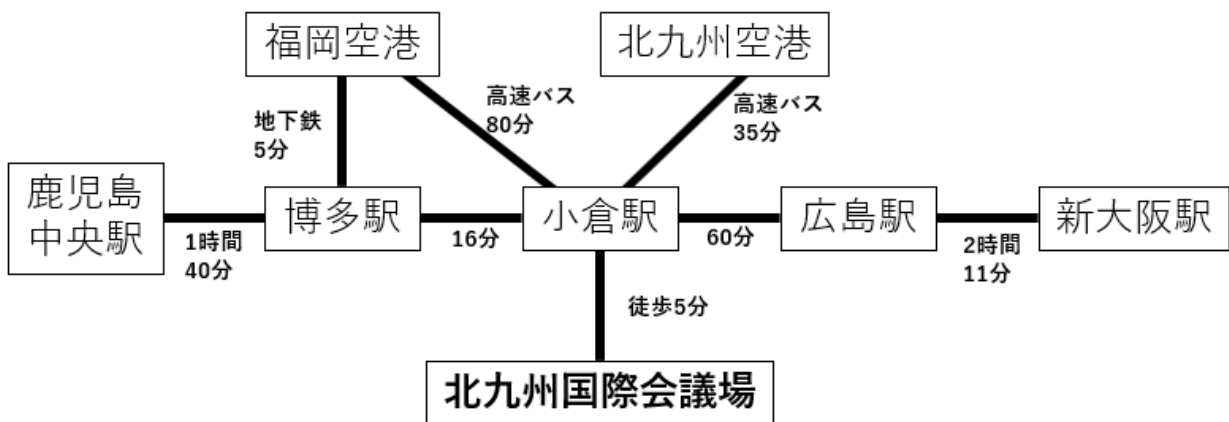 福岡空港
北九州空港
高速バス
80分
高速バス
35分
地下鉄
5分
鹿児島
中央駅
博多駅
小倉駅
広島駅
新大阪駅
1時間
40分
16分
60分
2時間
11分
徒歩5分
北九州国際会議場